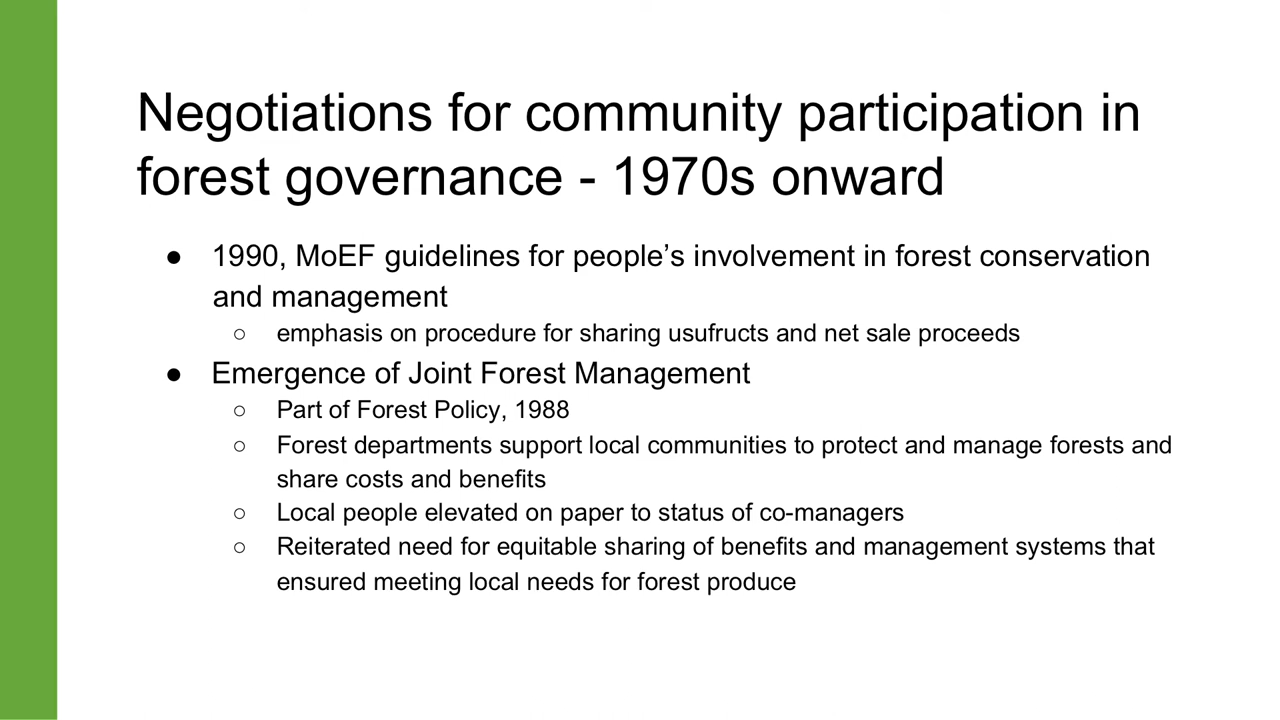 Negotiations for community participation in
forest governance - 1970s onward
● 1990, MoEF guidelines for people’s involvement in forest conservation
and management
○ emphasis on procedure for sharing usufructs and net sale proceeds
● Emergence of Joint Forest Management
○ Part of Forest Policy, 1988
○ Forest departments support local communities to protect and manage forests and
share costs and benefits
○ Local people elevated on paper to status of co-managers
○ Reiterated need for equitable sharing of benefits and management systems that
ensured meeting local needs for forest produce